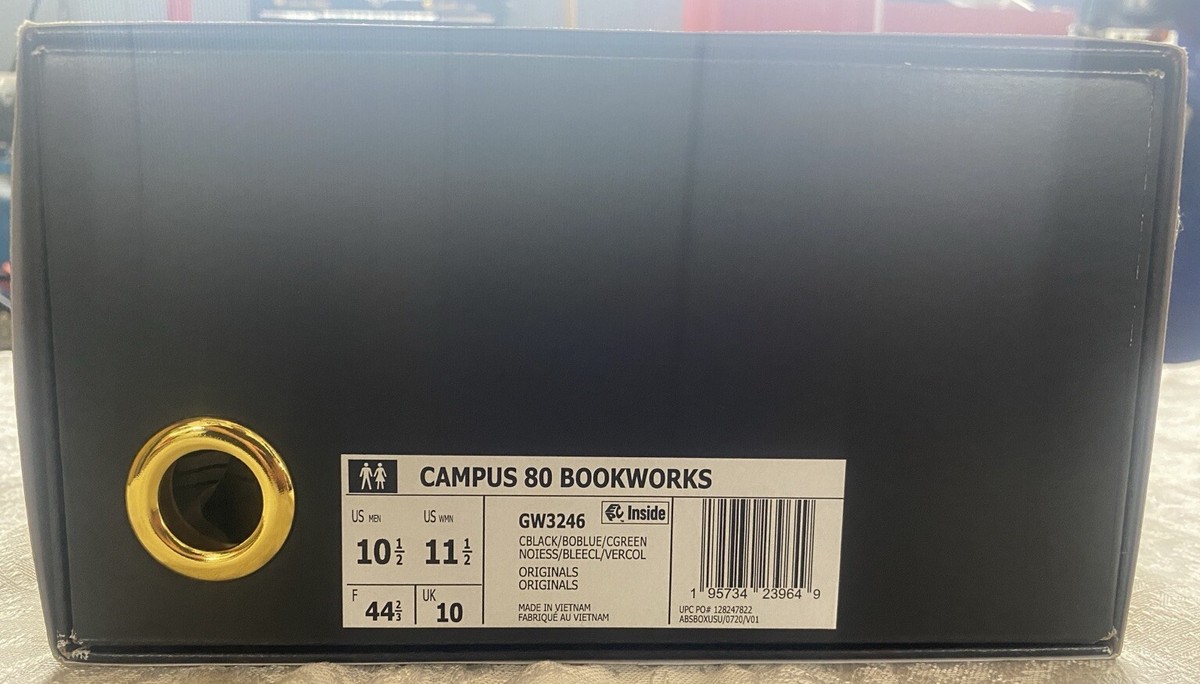 CAMPUS 80 BOOKWORKS
US MEN
US WMN
10 1/2
11 1/2
F
44 2/3
UK
10
GW3246
Inside
CBLACK/BOBLUE/CGREEN
NOIESS/BLEECL/VERCOL
ORIGINALS
ORIGINALS
MADE IN VIETNAM
FABRIQUÉ AU VIETNAM
1 95734 23964 9
UPC PO# 128247822
ABSBOXUSU/0720/V01